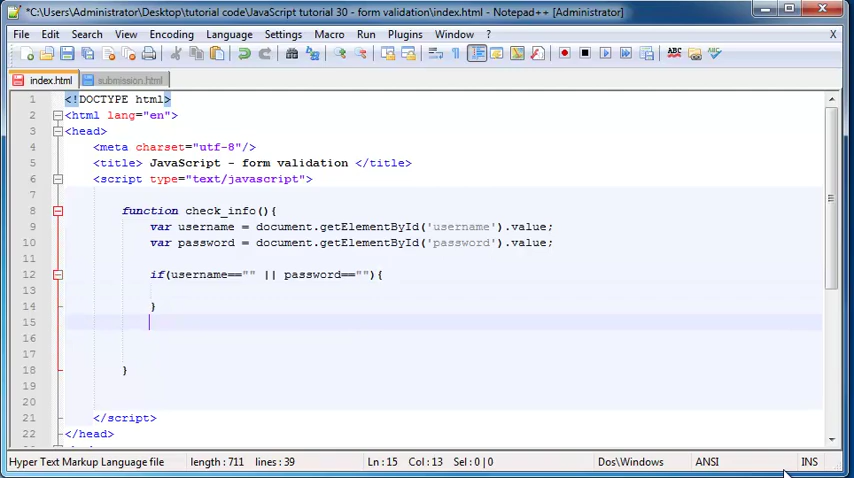 *C:\Users\Administrator\Desktop\tutorial code\JavaScript tutorial 30 - form validation\index.html - Notepad++ [Administrator]
File Edit Search View Encoding Language Settings Macro Run Plugins Window ? X
index.html submission.html
1 <!DOCTYPE html>
2 <html lang="en">
3 <head>
4 <meta charset="utf-8"/>
5 <title> JavaScript - form validation </title>
6 <script type="text/javascript">
7
8 function check_info(){
9 var username = document.getElementById('username').value;
10 var password = document.getElementById('password').value;
11
12 if(username=="" || password==""){
13
14 }
15
16
17
18 }
19
20
21 </script>
22 </head>
Hyper Text Markup Language file length : 711 lines : 39 Ln : 15 Col : 13 Sel : 0 | 0 Dos\Windows ANSI INS